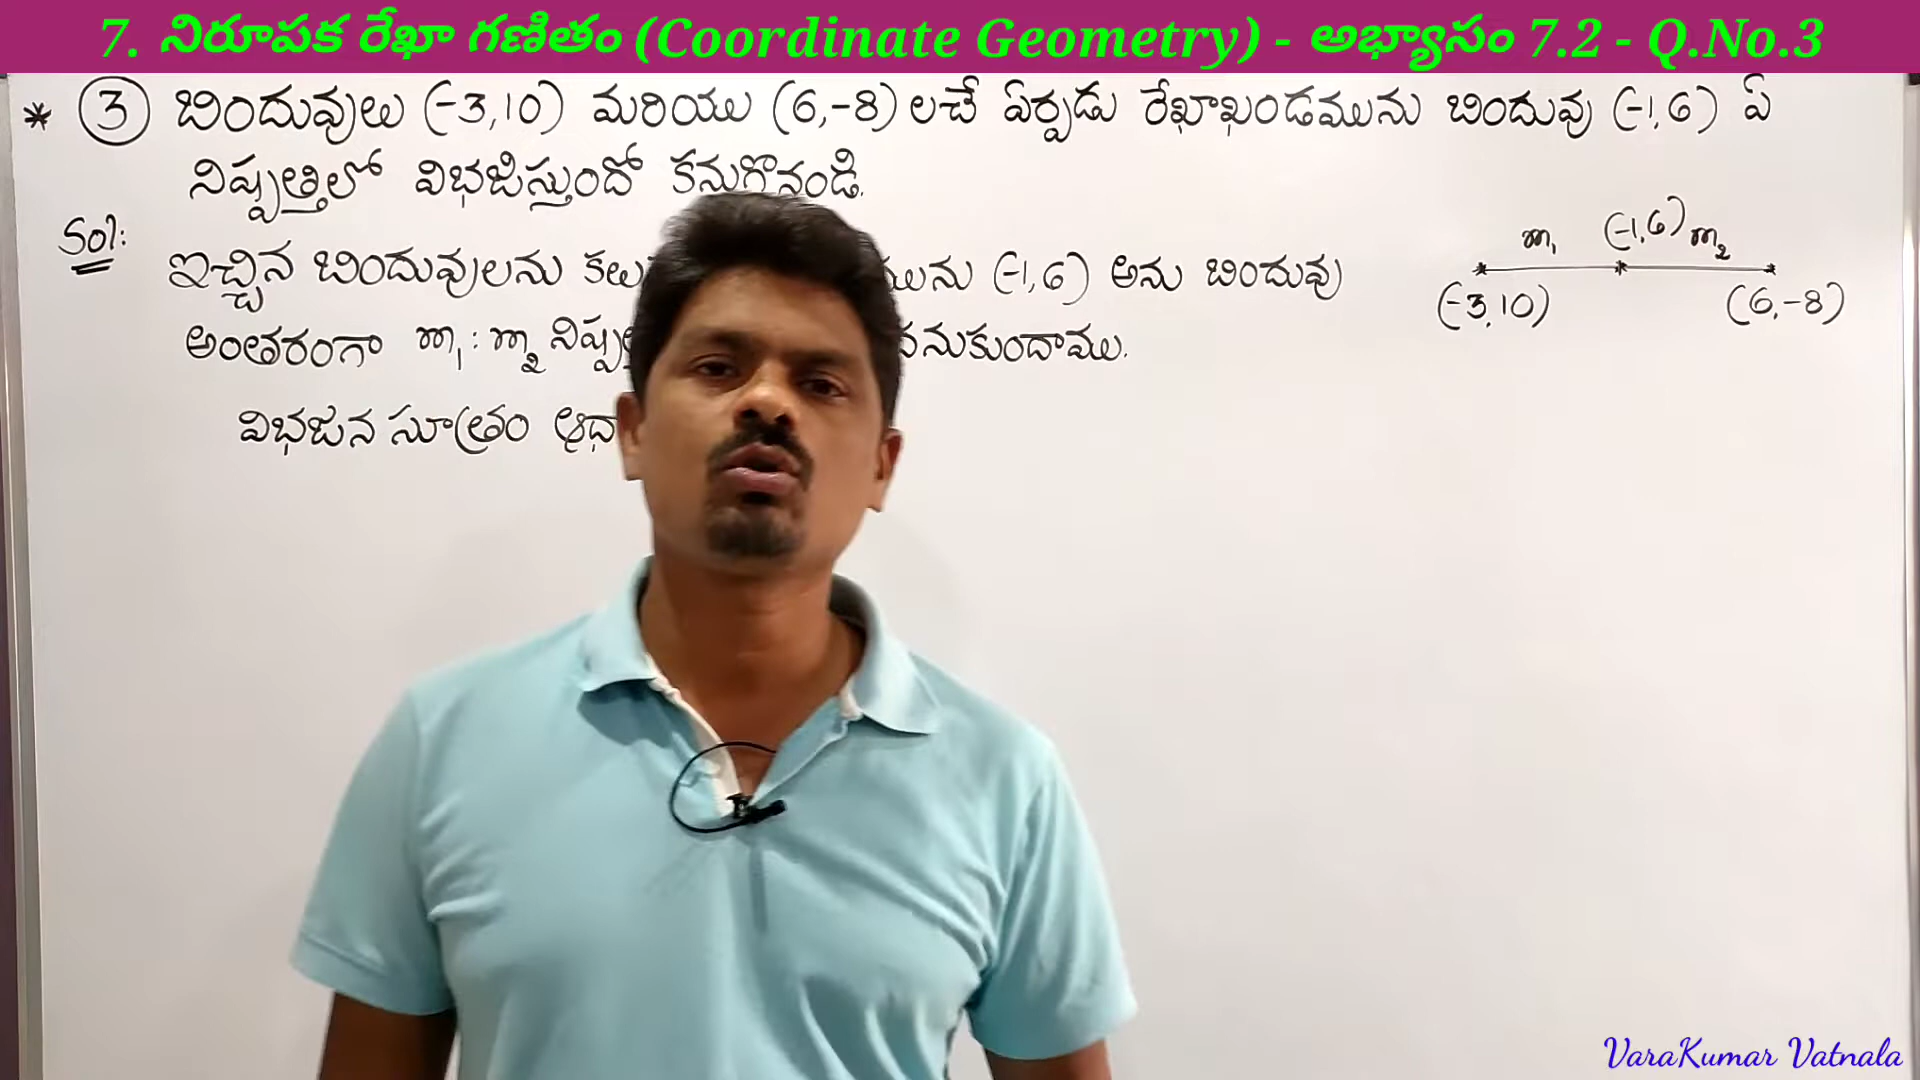 7. నిరూపక రేఖా గణితం (Coordinate Geometry) - అభ్యాసం 7.2 - Q.No.3
* ③ బిందువులు (-3,10) మరియు (6,-8) లచే ఏర్పడు రేఖాఖండమును బిందువు (-1,6) ఏ
నిష్పత్తిలో విభజిస్తుందో కనుగొనండి.
Sol:
ఇచ్చిన బిందువులను (-1,6) అను బిందువు
అంతరంగా m₁ : m₂
విభజన సూత్రం
m₁ (-1,6) m₂
(-3,10) (6,-8)
VaraKumar Vatnala